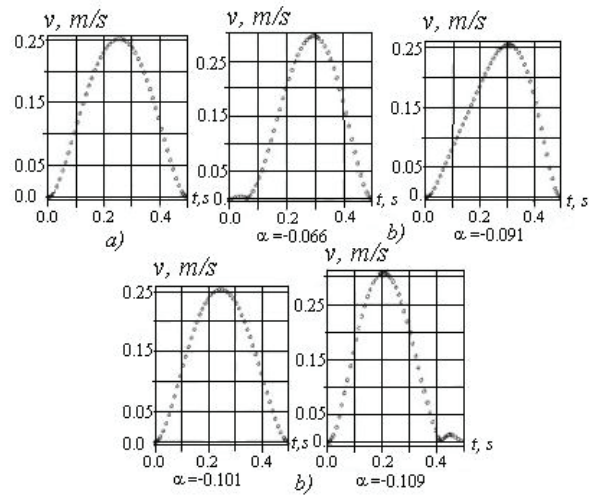 v, m/s v, m/s v, m/s
0.25 0.25 0.25
0.15 0.15 0.15
0.05 0.05 0.05
0.0 0. 0.0
t, s t, s t, s
0.0 0.2 0.4 0.0 0.2 0.4 0.0 0.2 0.4
a) α =-0.066 b) α =-0.091
v, m/s v, m/s
0.25 0.25
0.15 0.15
0.05 0.05
0.0 0.
t, s t, s
0.0 0.2 0.4 0.0 0.2 0.4
α =-0.101 b) α =-0.109